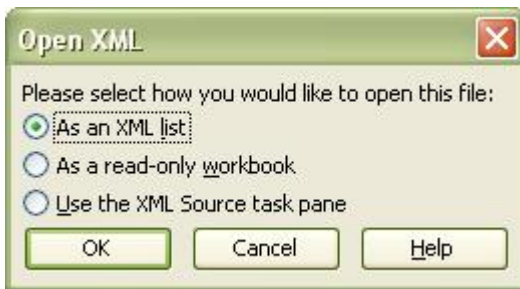 Open XML
Please select how you would like to open this file:
As an XML list
As a read-only workbook
Use the XML Source task pane
OK Cancel Help